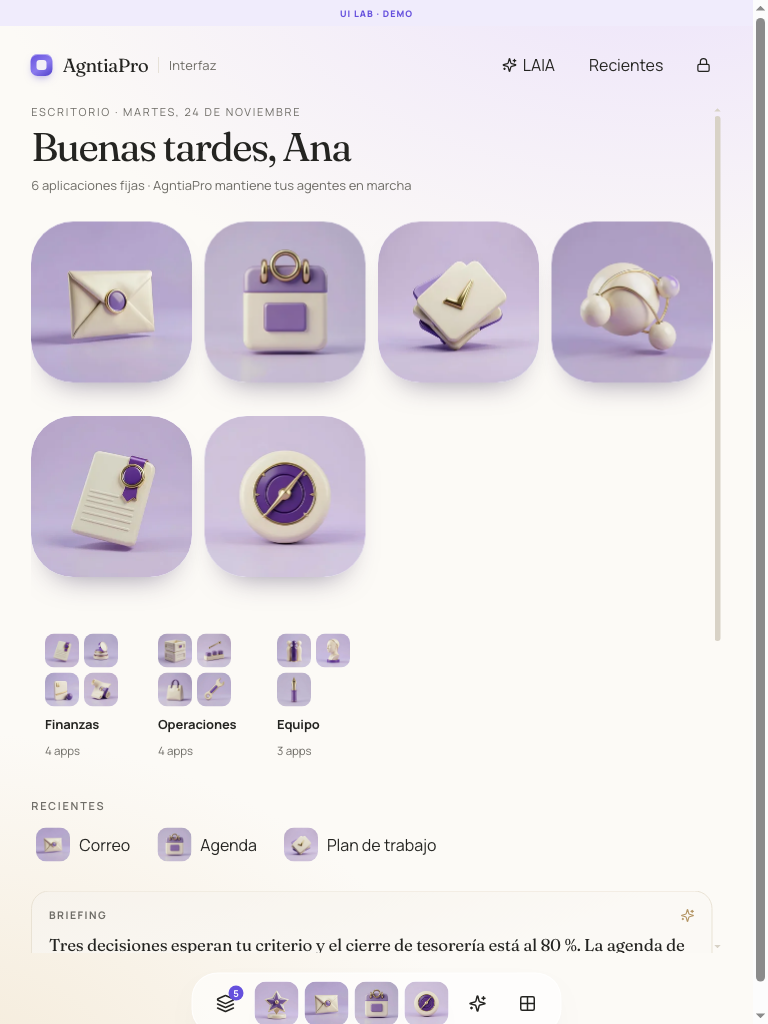 UI LAB · DEMO
AgntiaPro
Interfaz
LAIA
Recientes
ESCRITORIO · MARTES, 24 DE NOVIEMBRE
Buenas tardes, Ana
6 aplicaciones fijas · AgntiaPro mantiene tus agentes en marcha
Finanzas
4 apps
Operaciones
4 apps
Equipo
3 apps
RECIENTES
Correo
Agenda
Plan de trabajo
BRIEFING
Tres decisiones esperan tu criterio y el cierre de tesorería está al 80 %. La agenda de
5